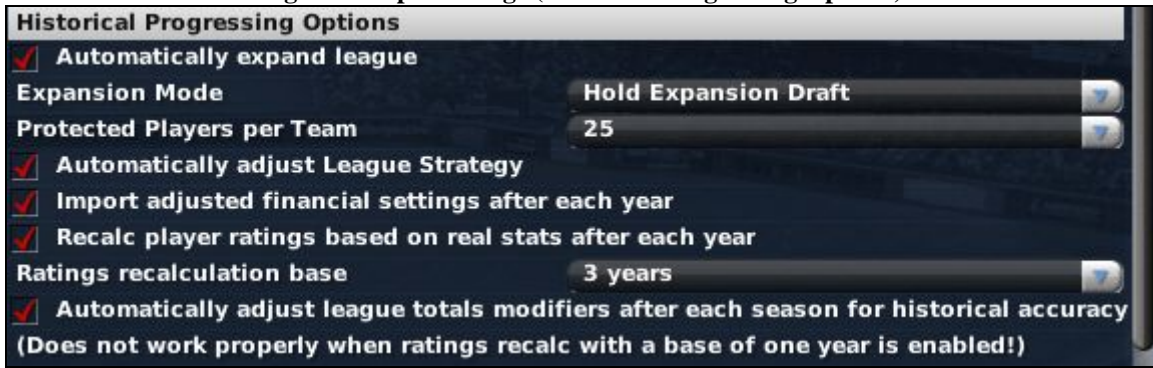 Historical Progressing Options
Automatically expand league
Expansion Mode Hold Expansion Draft
Protected Players per Team 25
Automatically adjust League Strategy
Import adjusted financial settings after each year
Recalc player ratings based on real stats after each year
Ratings recalculation base 3 years
Automatically adjust league totals modifiers after each season for historical accuracy
(Does not work properly when ratings recalc with a base of one year is enabled!)